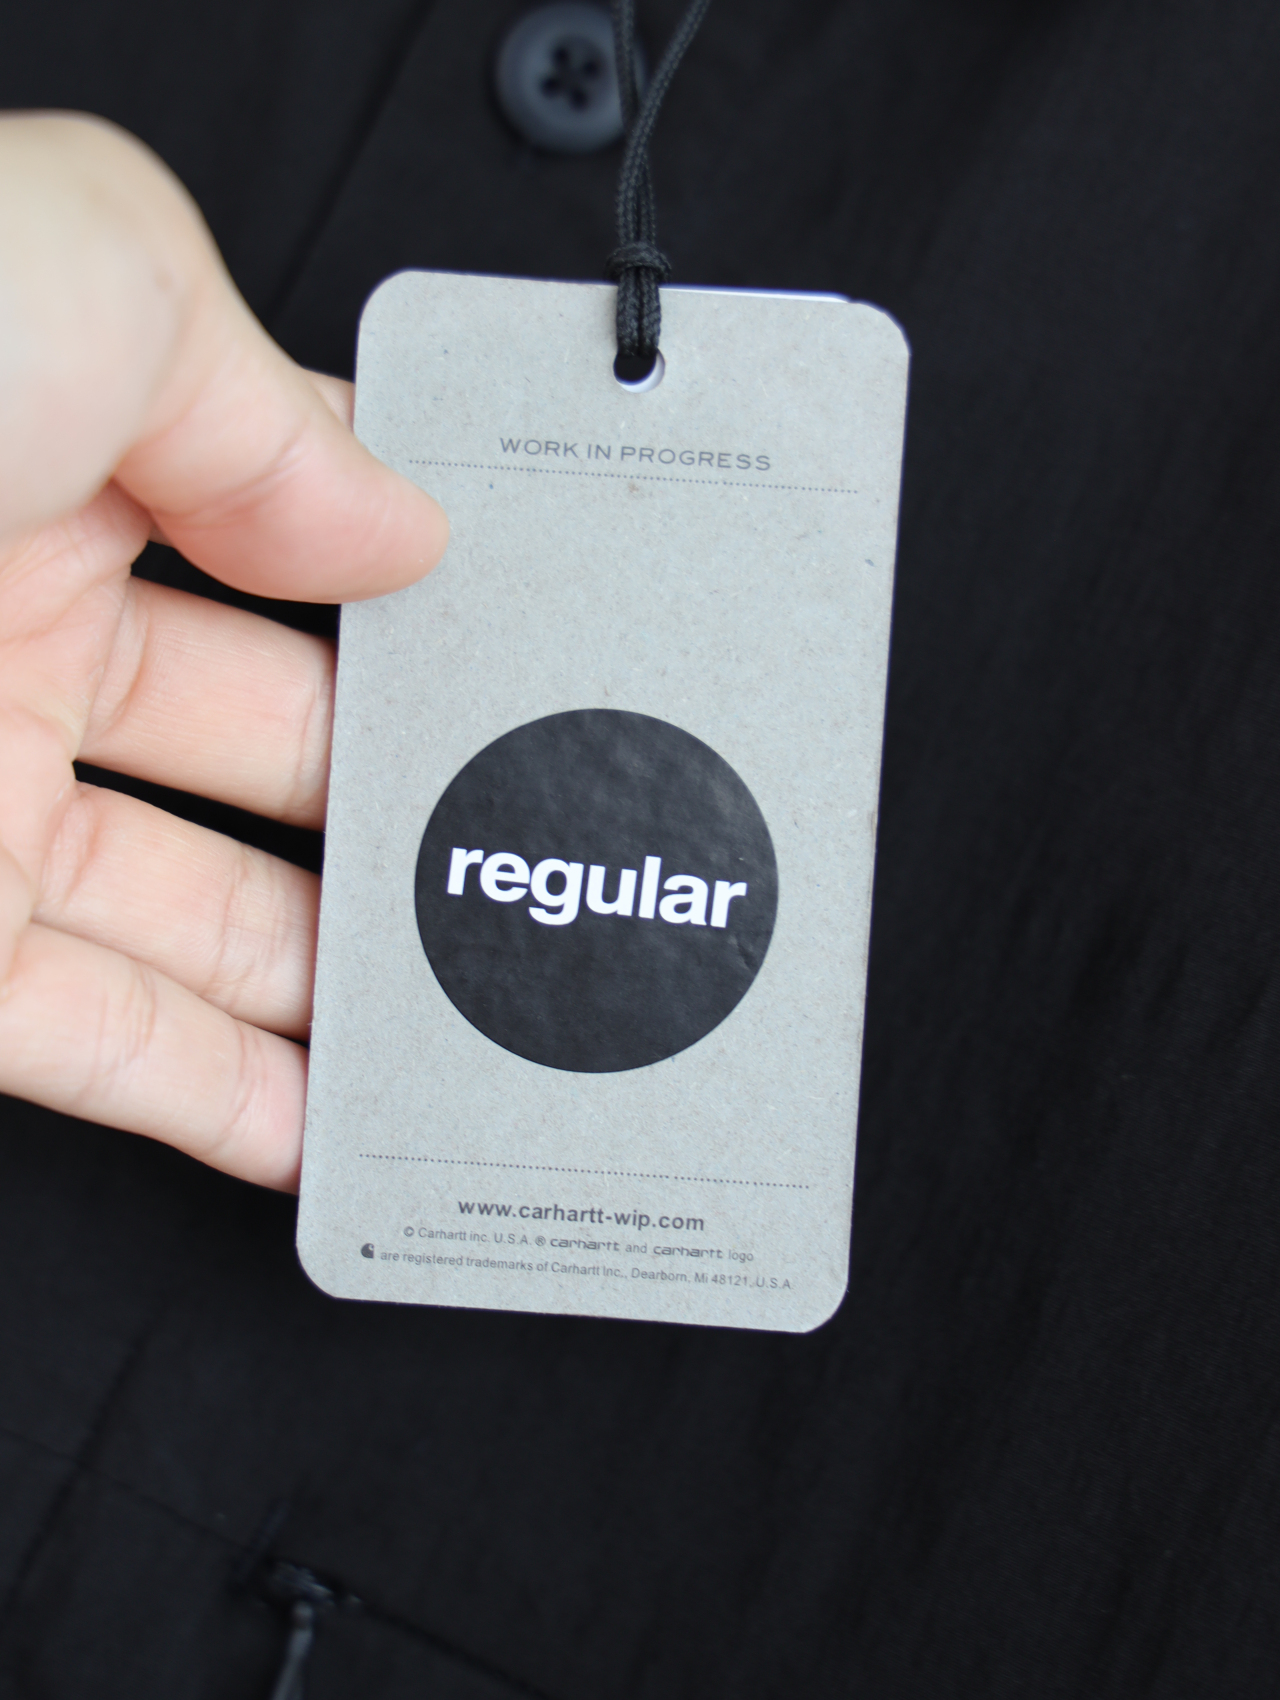 WORK IN PROGRESS
regular
www.carhartt-wip.com
© Carhartt inc. U.S.A. ® carhartt and carhartt logo
are registered trademarks of Carhartt Inc., Dearborn, Mi 48121, U.S.A.